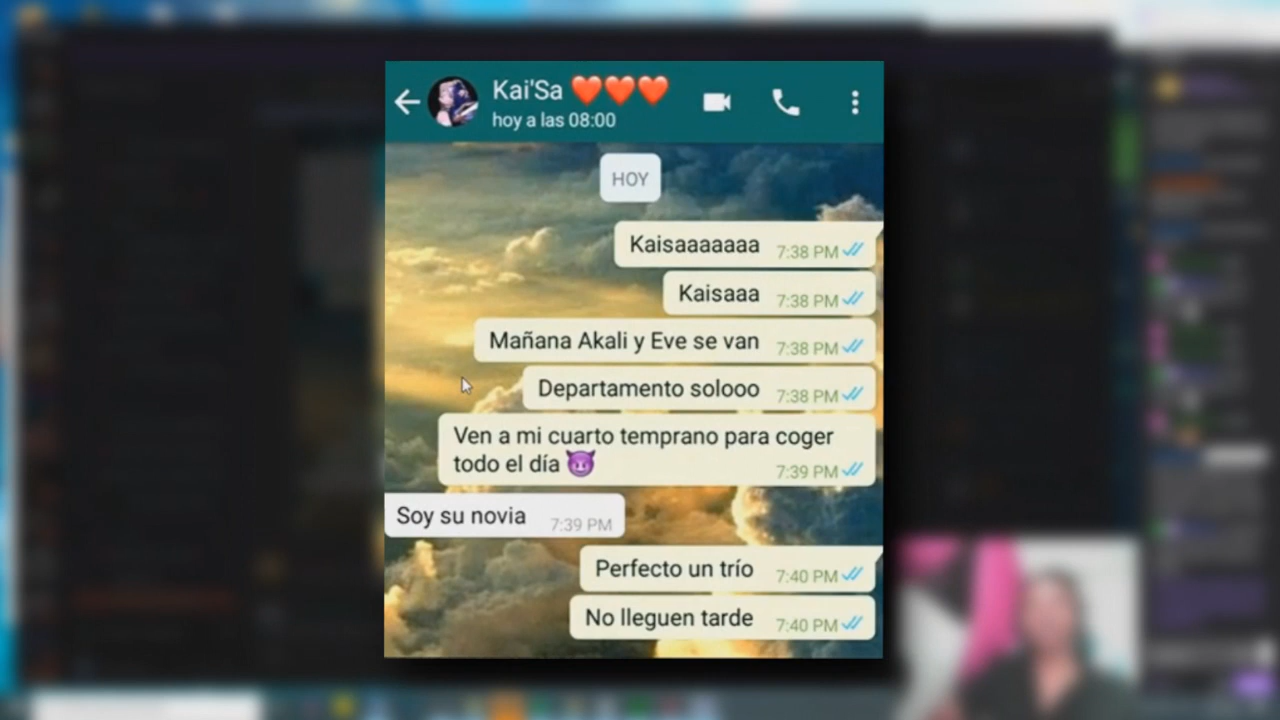 Kai'Sa ❤️❤️❤️
hoy a las 08:00
HOY
Kaisaaaaaaa 7:38 PM
Kaisaaa 7:38 PM
Mañana Akali y Eve se van 7:38 PM
Departamento solooo 7:38 PM
Ven a mi cuarto temprano para coger
todo el día 😈 7:39 PM
Soy su novia 7:39 PM
Perfecto un trío 7:40 PM
No lleguen tarde 7:40 PM